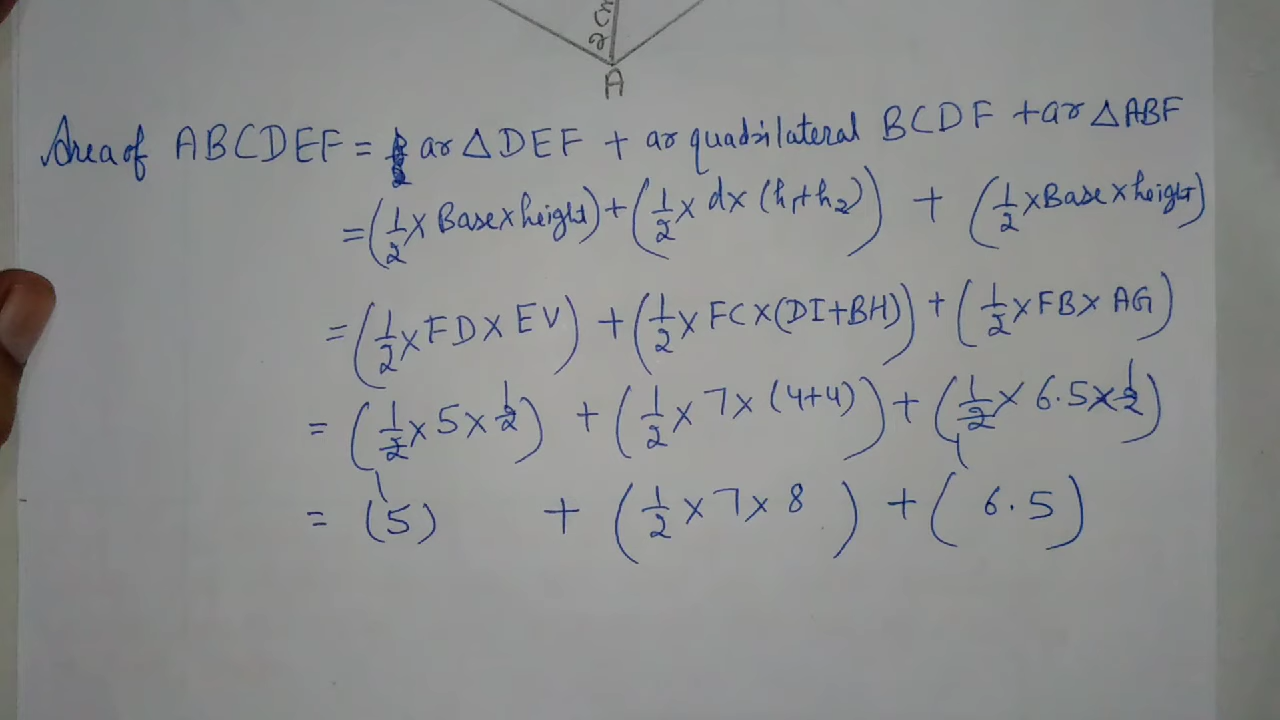 2 cm
A
Area of ABCDEF = ar △DEF + ar quadrilateral BCDF + ar △ABF
= (1/2 × Base × height) + (1/2 × d × (h₁+h₂)) + (1/2 × Base × height)
= (1/2 × FD × EV) + (1/2 × FC × (DI+BH)) + (1/2 × FB × AG)
= (1/2 × 5 × 2) + (1/2 × 7 × (4+4)) + (1/2 × 6.5 × 2)
= (5) + (1/2 × 7 × 8) + (6.5)